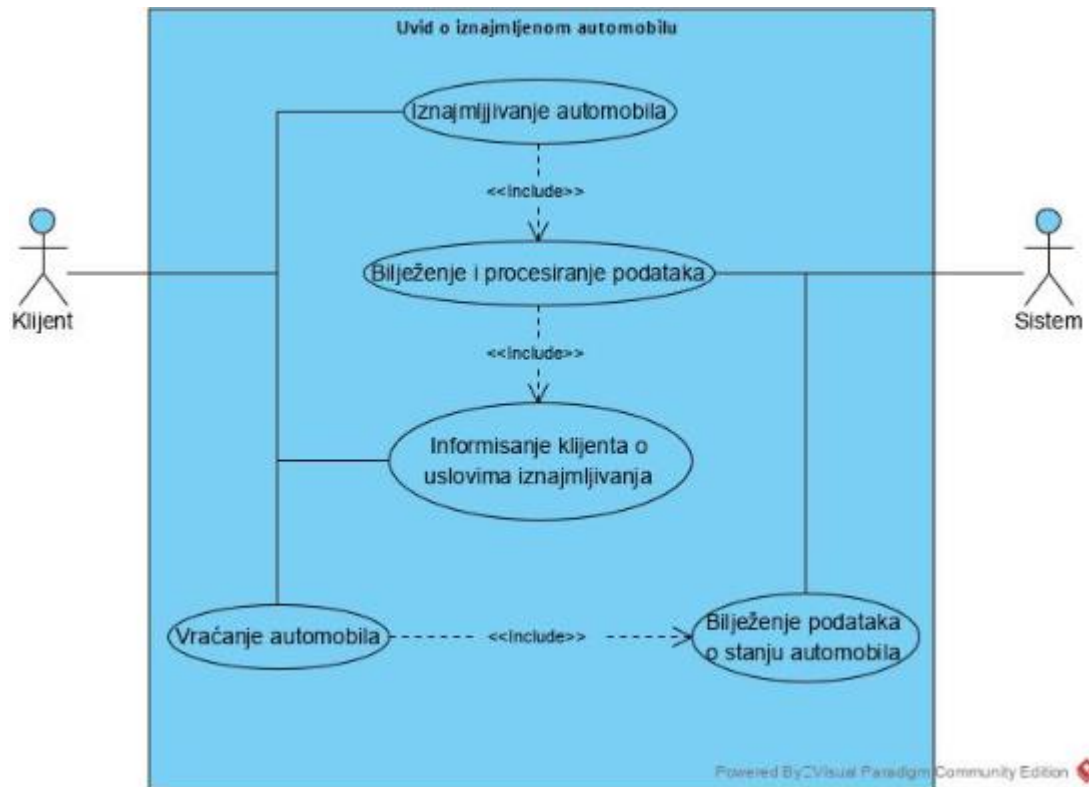 Uvid o iznajmljenom automobilu
Iznajmljjivanje automobila
<<Include>>
Bilježenje i procesiranje podataka
Klijent
Sistem
<<Include>>
Informisanje klijenta o
uslovima iznajmljivanja
Vraćanje automobila
<<Include>>
Bilježenje podataka
o stanju automobila
Powered By Visual Paradigm Community Edition